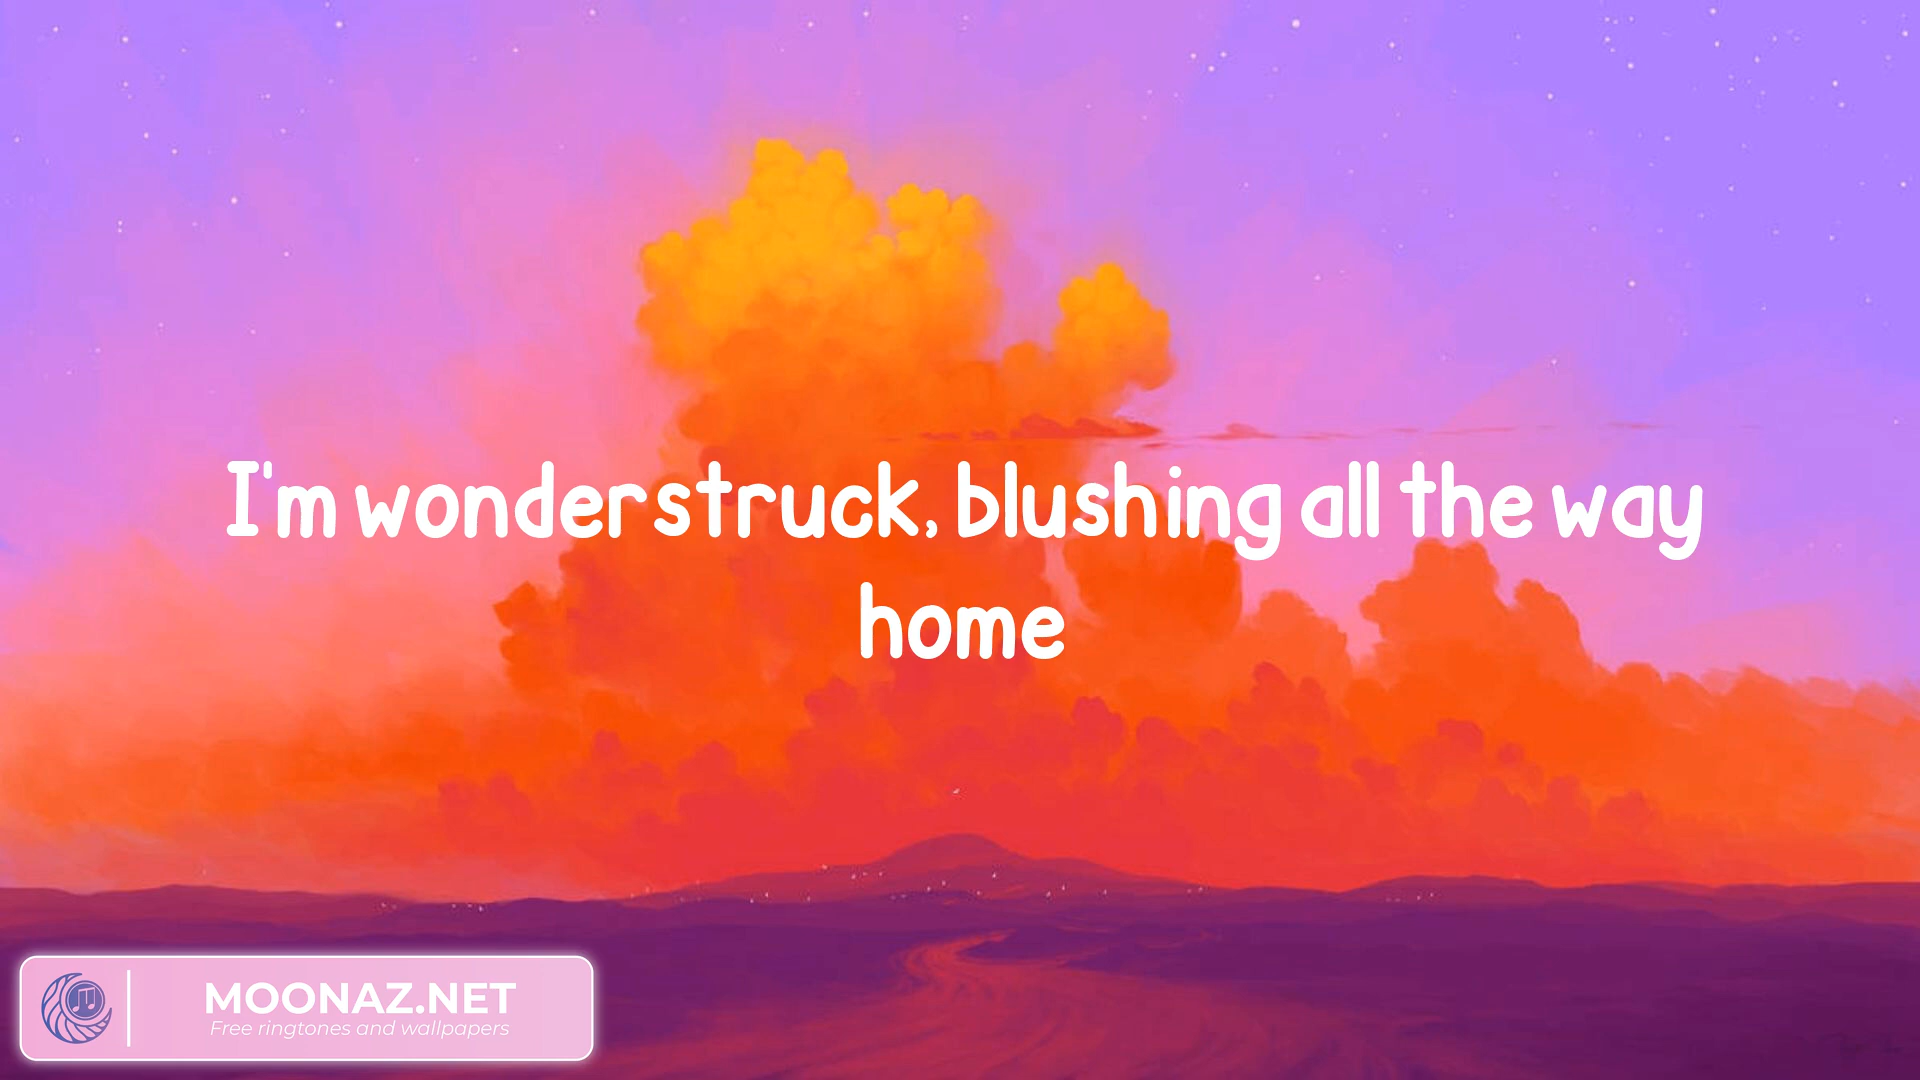 I'm wonderstruck, blushing all the way
home
MOONAZ.NET
Free ringtones and wallpapers